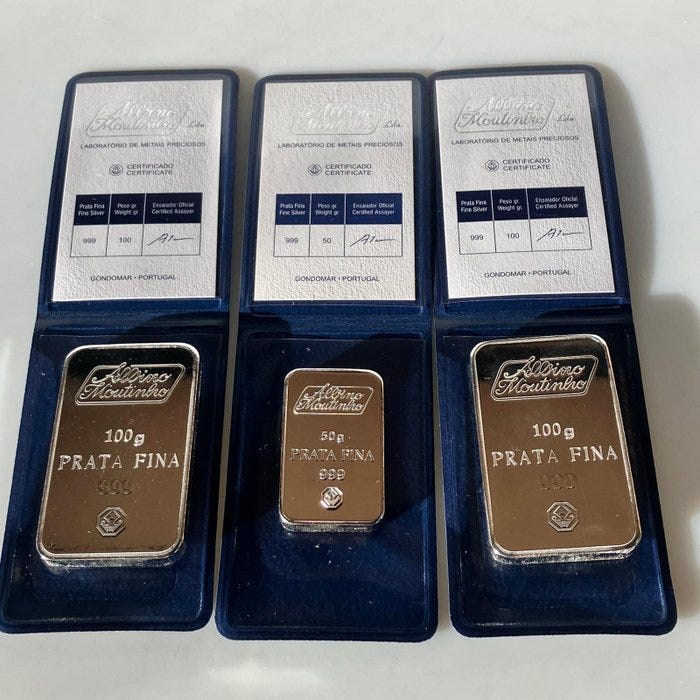 Albino
Moutinho Lda
LABORATÓRIO DE METAIS PRECIOSOS
CERTIFICADO
CERTIFICATE
Prata Fina
Fine Silver
Peso gr.
Weight gr.
Ensaiador Oficial
Certified Assayer
999
100
GONDOMAR • PORTUGAL
Albino
Moutinho
100g
PRATA FINA
999
Albino
Moutinho Lda
LABORATÓRIO DE METAIS PRECIOSOS
CERTIFICADO
CERTIFICATE
Prata Fina
Fine Silver
Peso gr.
Weight gr.
Ensaiador Oficial
Certified Assayer
999
50
GONDOMAR • PORTUGAL
Albino
Moutinho
50g
PRATA FINA
999
Albino
Moutinho Lda
LABORATÓRIO DE METAIS PRECIOSOS
CERTIFICADO
CERTIFICATE
Prata Fina
Fine Silver
Peso gr.
Weight gr.
Ensaiador Oficial
Certified Assayer
999
100
GONDOMAR • PORTUGAL
Albino
Moutinho
100g
PRATA FINA
999